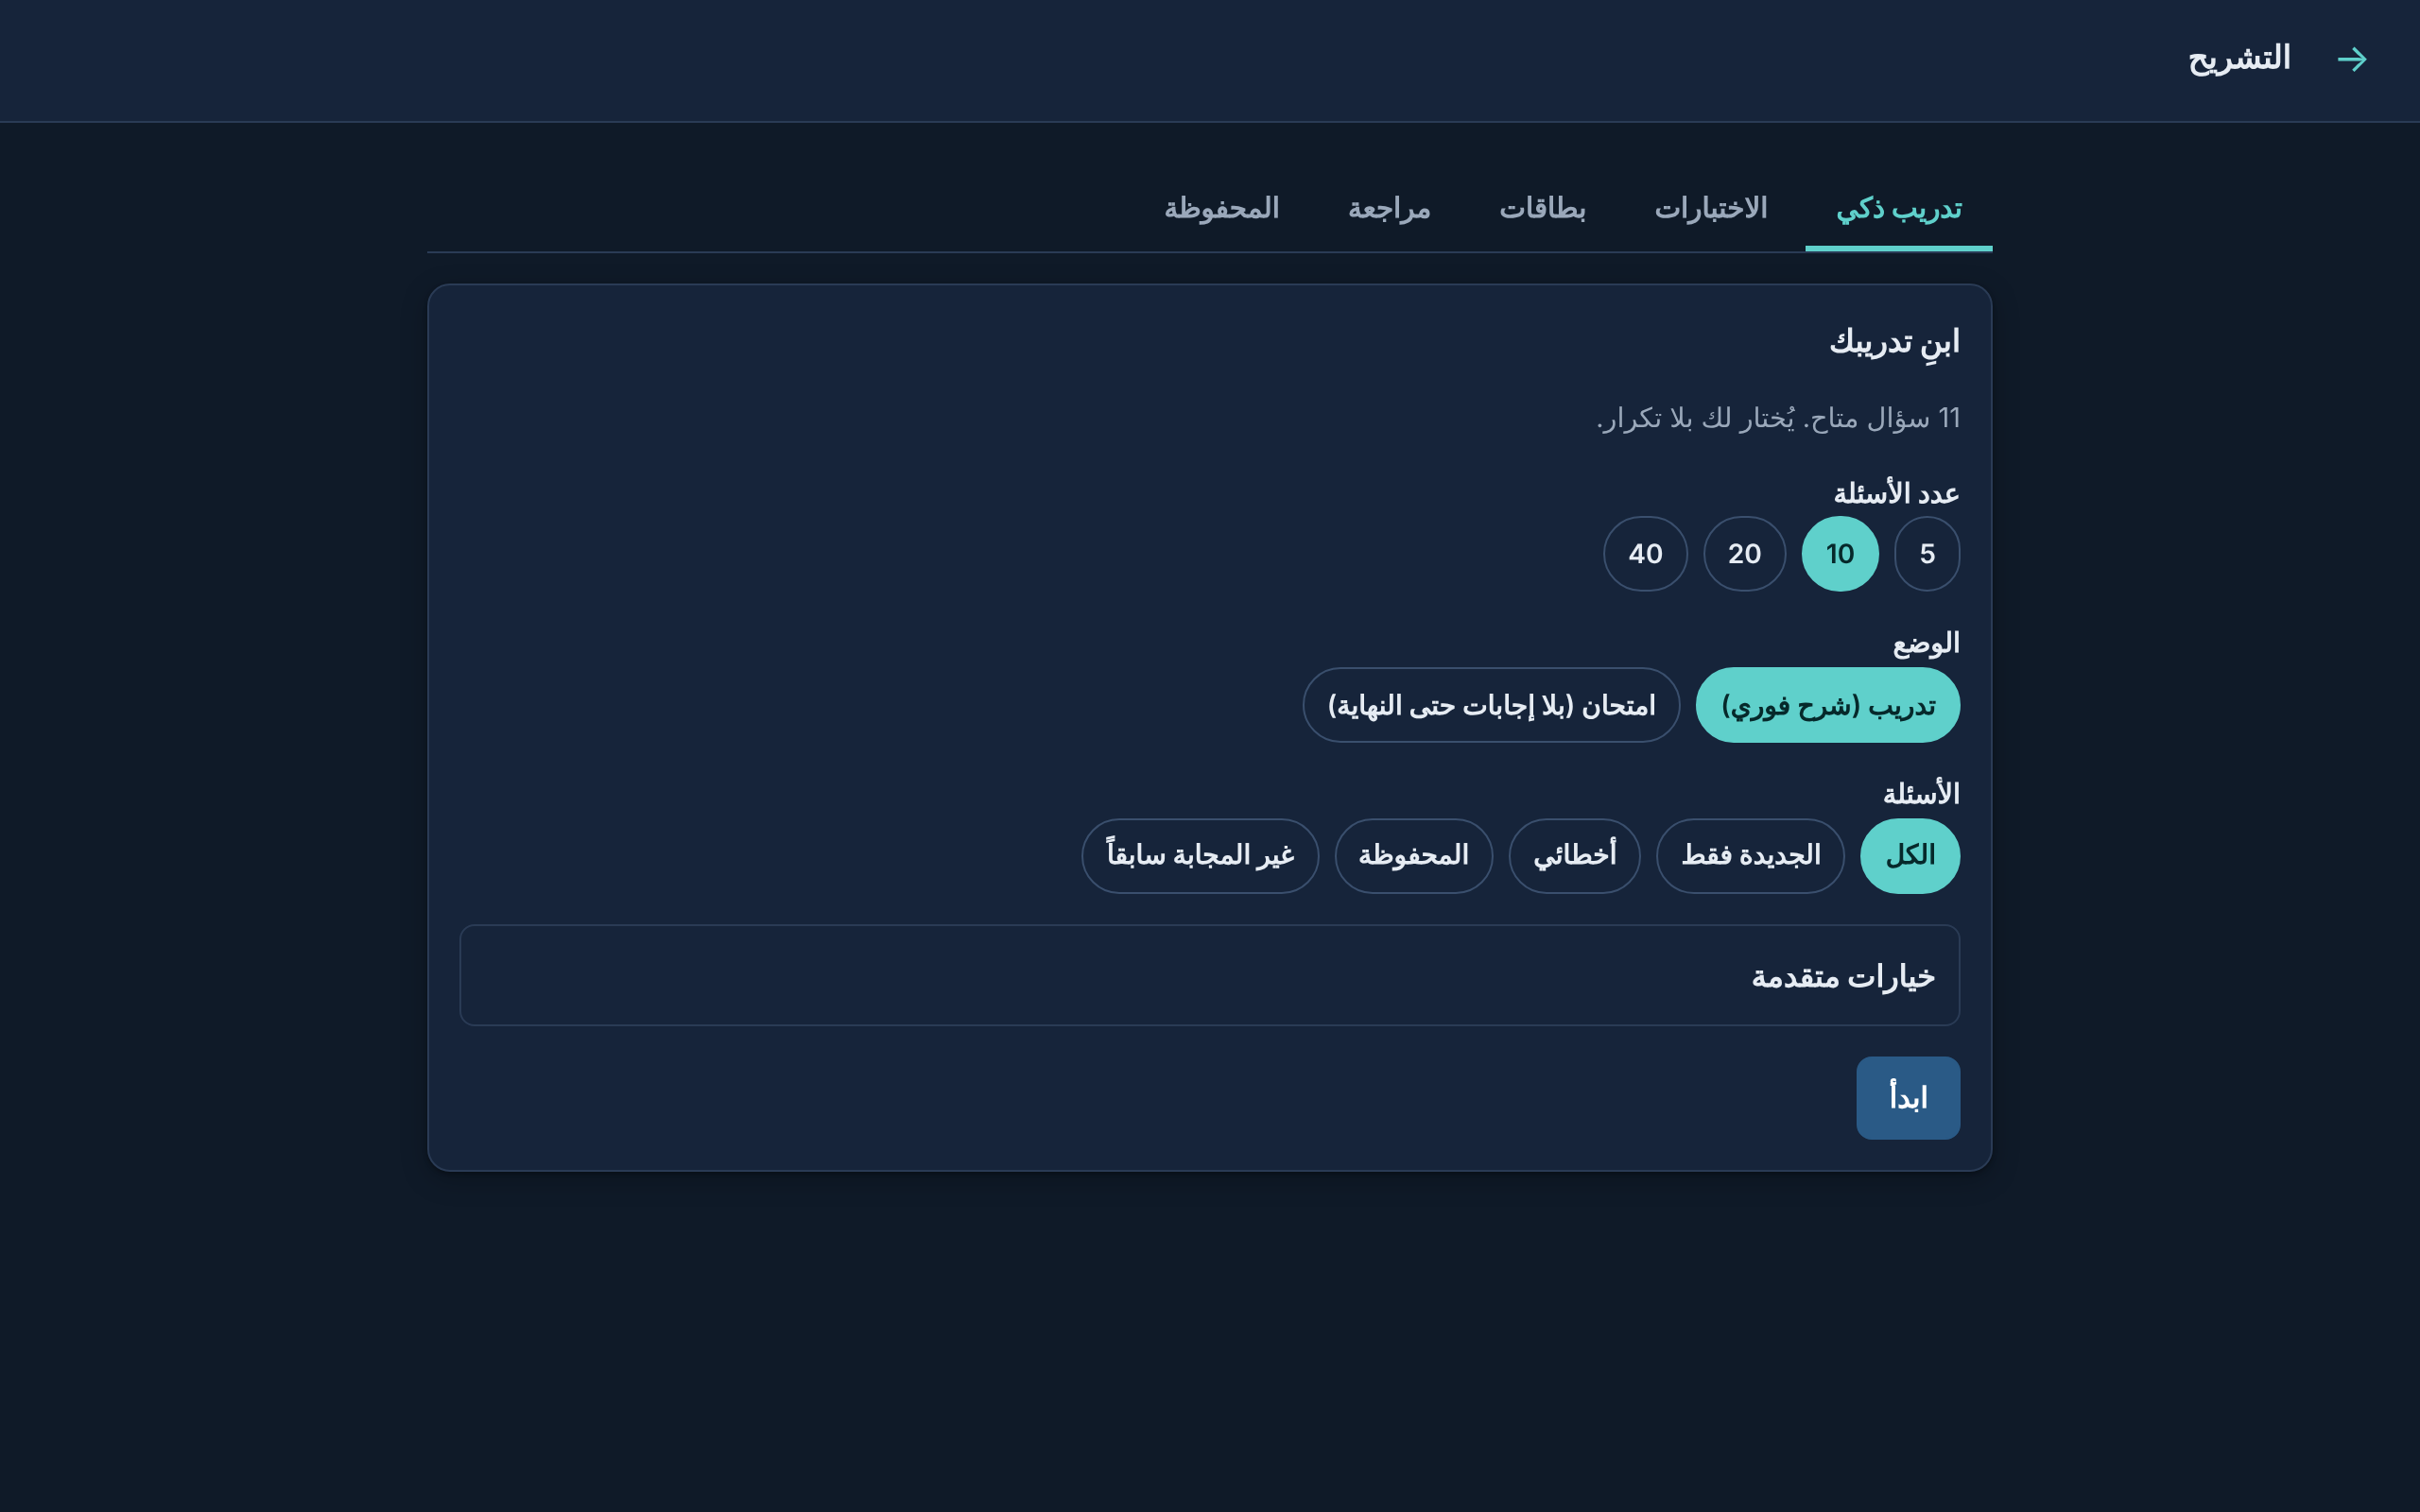 التشريح
تدريب ذكي الاختبارات بطاقات مراجعة المحفوظة
ابنِ تدريبك
11 سؤال متاح. يُختار لك بلا تكرار.
عدد الأسئلة
5 10 20 40
الوضع
تدريب (شرح فوري) امتحان (بلا إجابات حتى النهاية)
الأسئلة
الكل الجديدة فقط أخطائي المحفوظة غير المجابة سابقاً
خيارات متقدمة
ابدأ